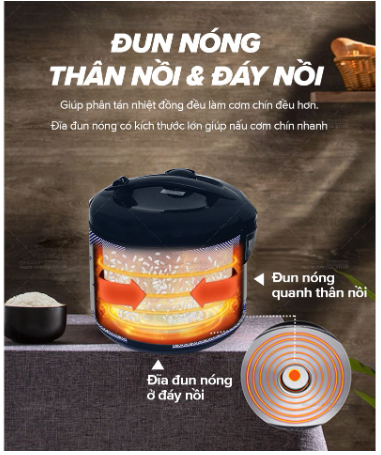 ĐUN NÓNG
THÂN NỒI & ĐÁY NỒI
Giúp phân tán nhiệt đồng đều làm cơm chín đều hơn.
Đĩa đun nóng có kích thước lớn giúp nấu cơm chín nhanh
Đun nóng
quanh thân nồi
Đĩa đun nóng
ở đáy nồi